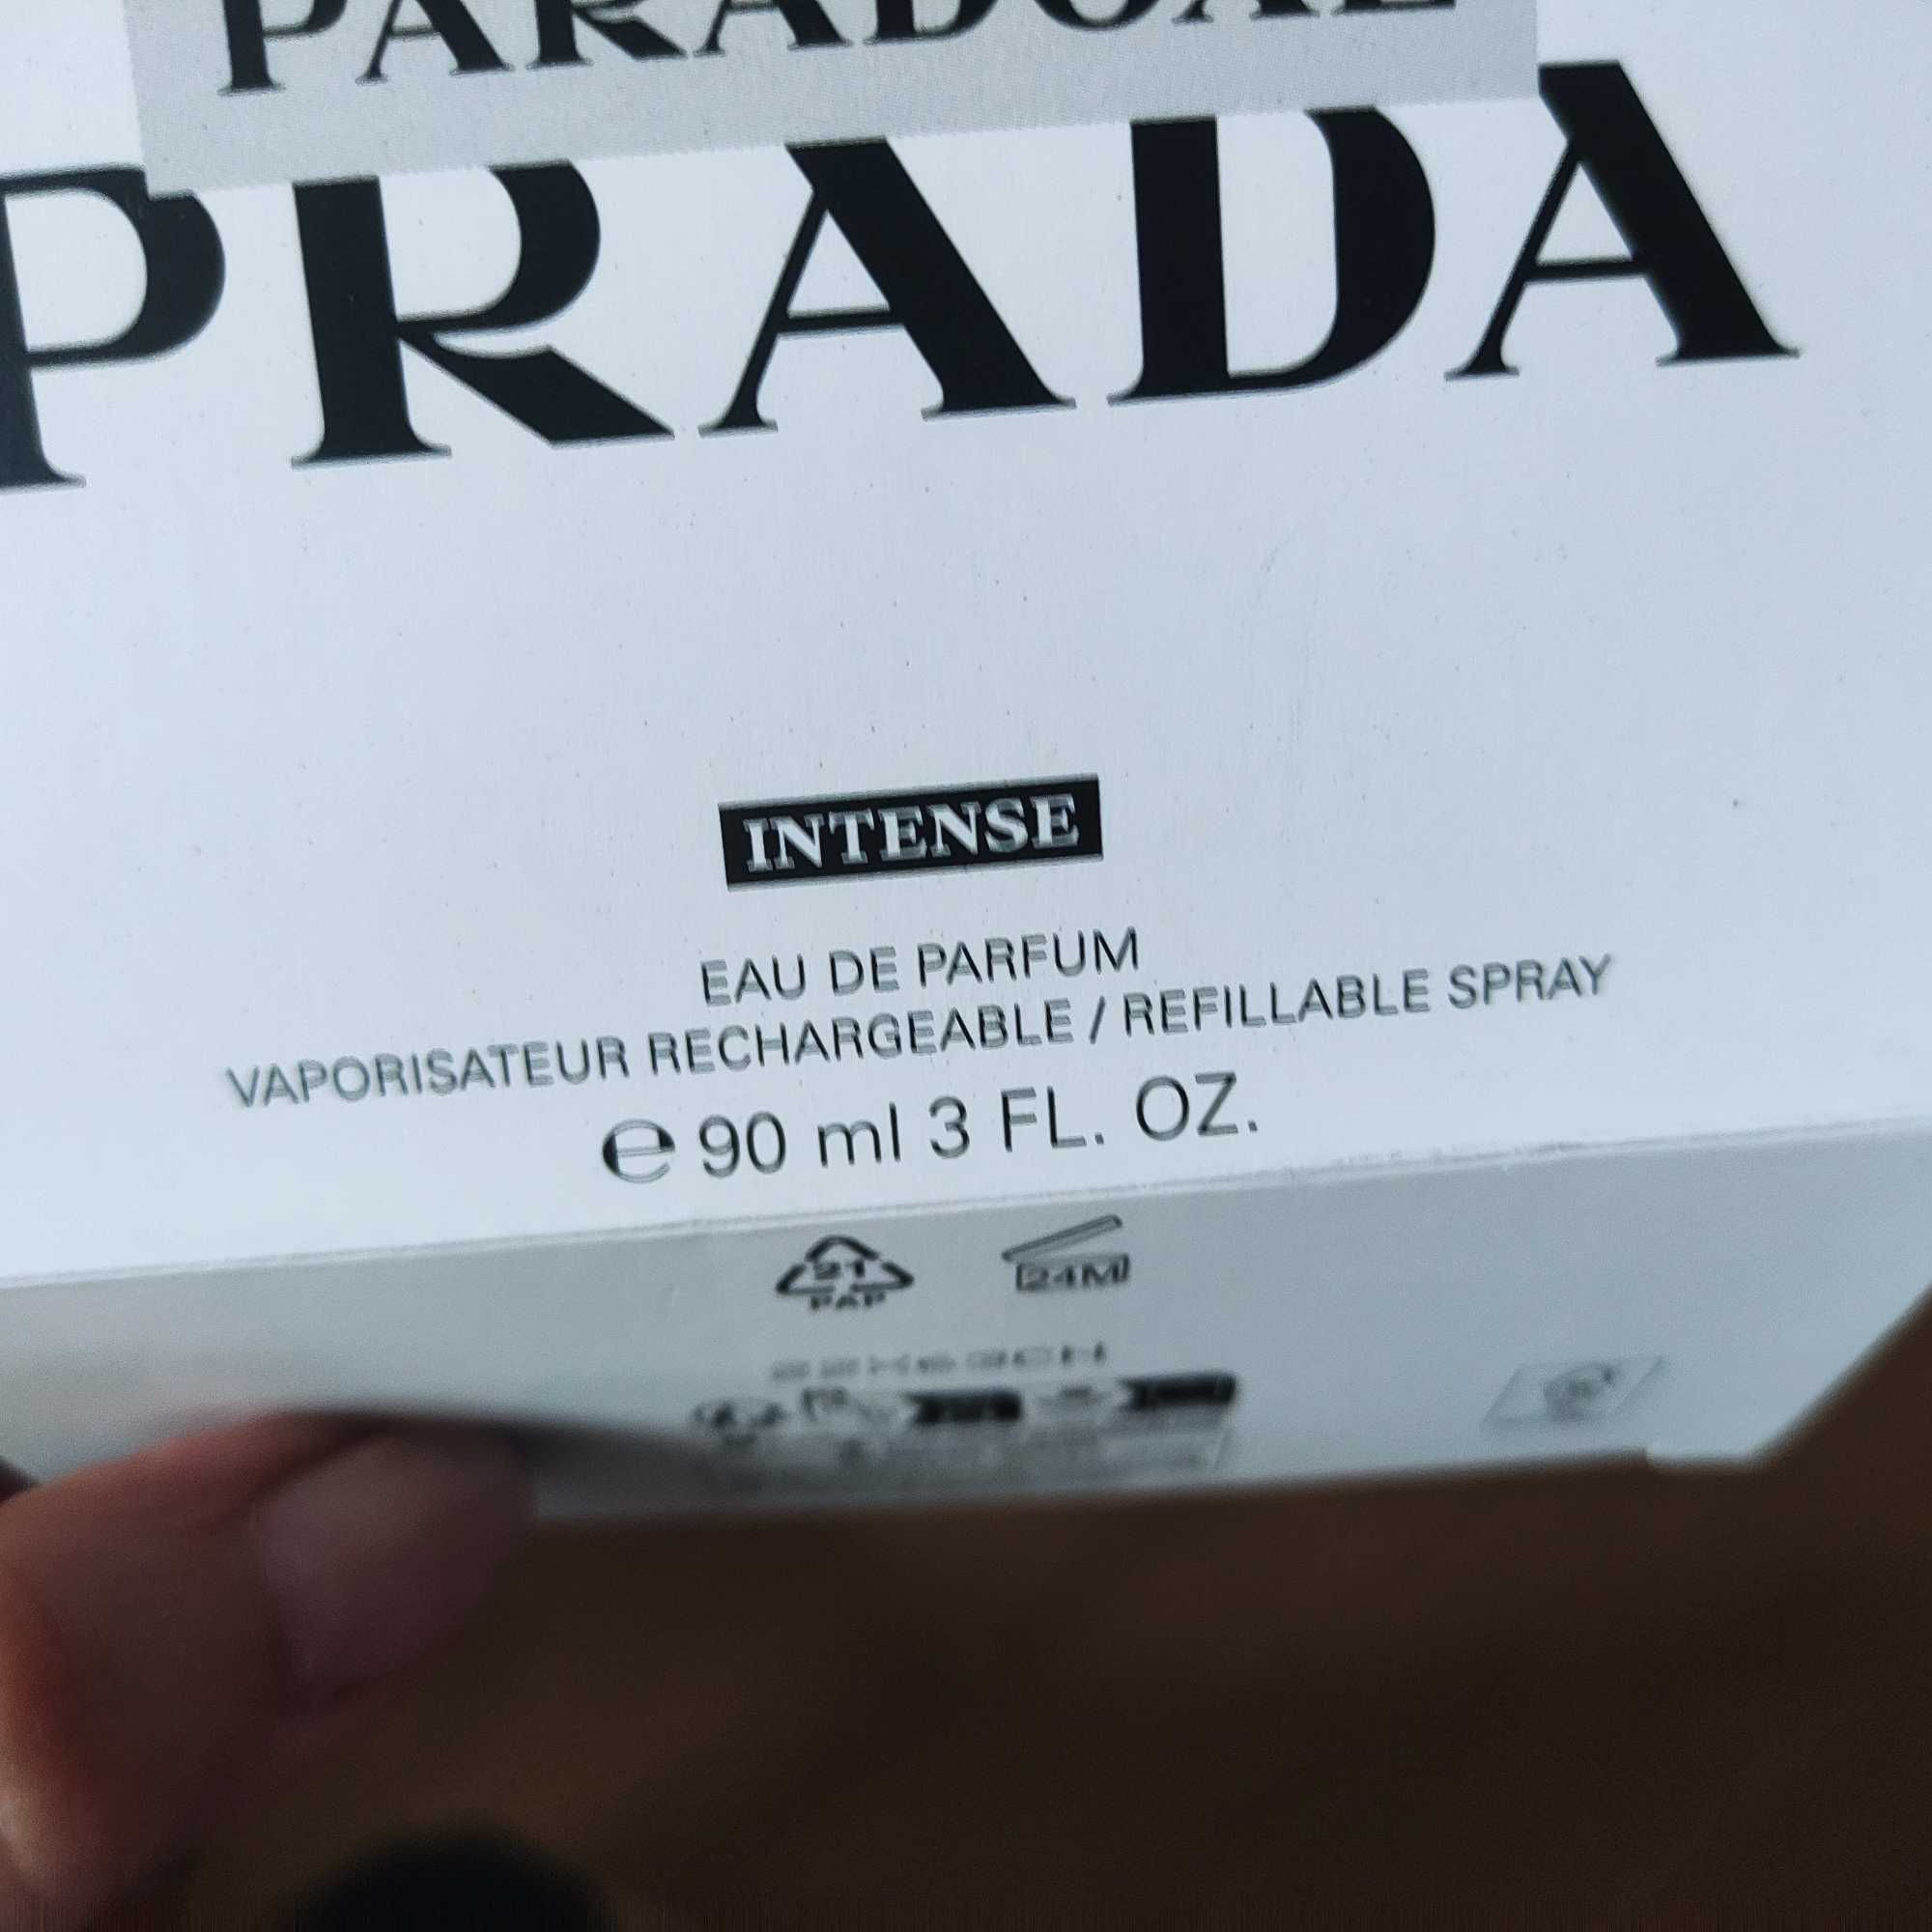 PARADOXE
PRADA
INTENSE
EAU DE PARFUM
VAPORISATEUR RECHARGEABLE / REFILLABLE SPRAY
℮ 90 ml 3 FL. OZ.
21
PAP
24M